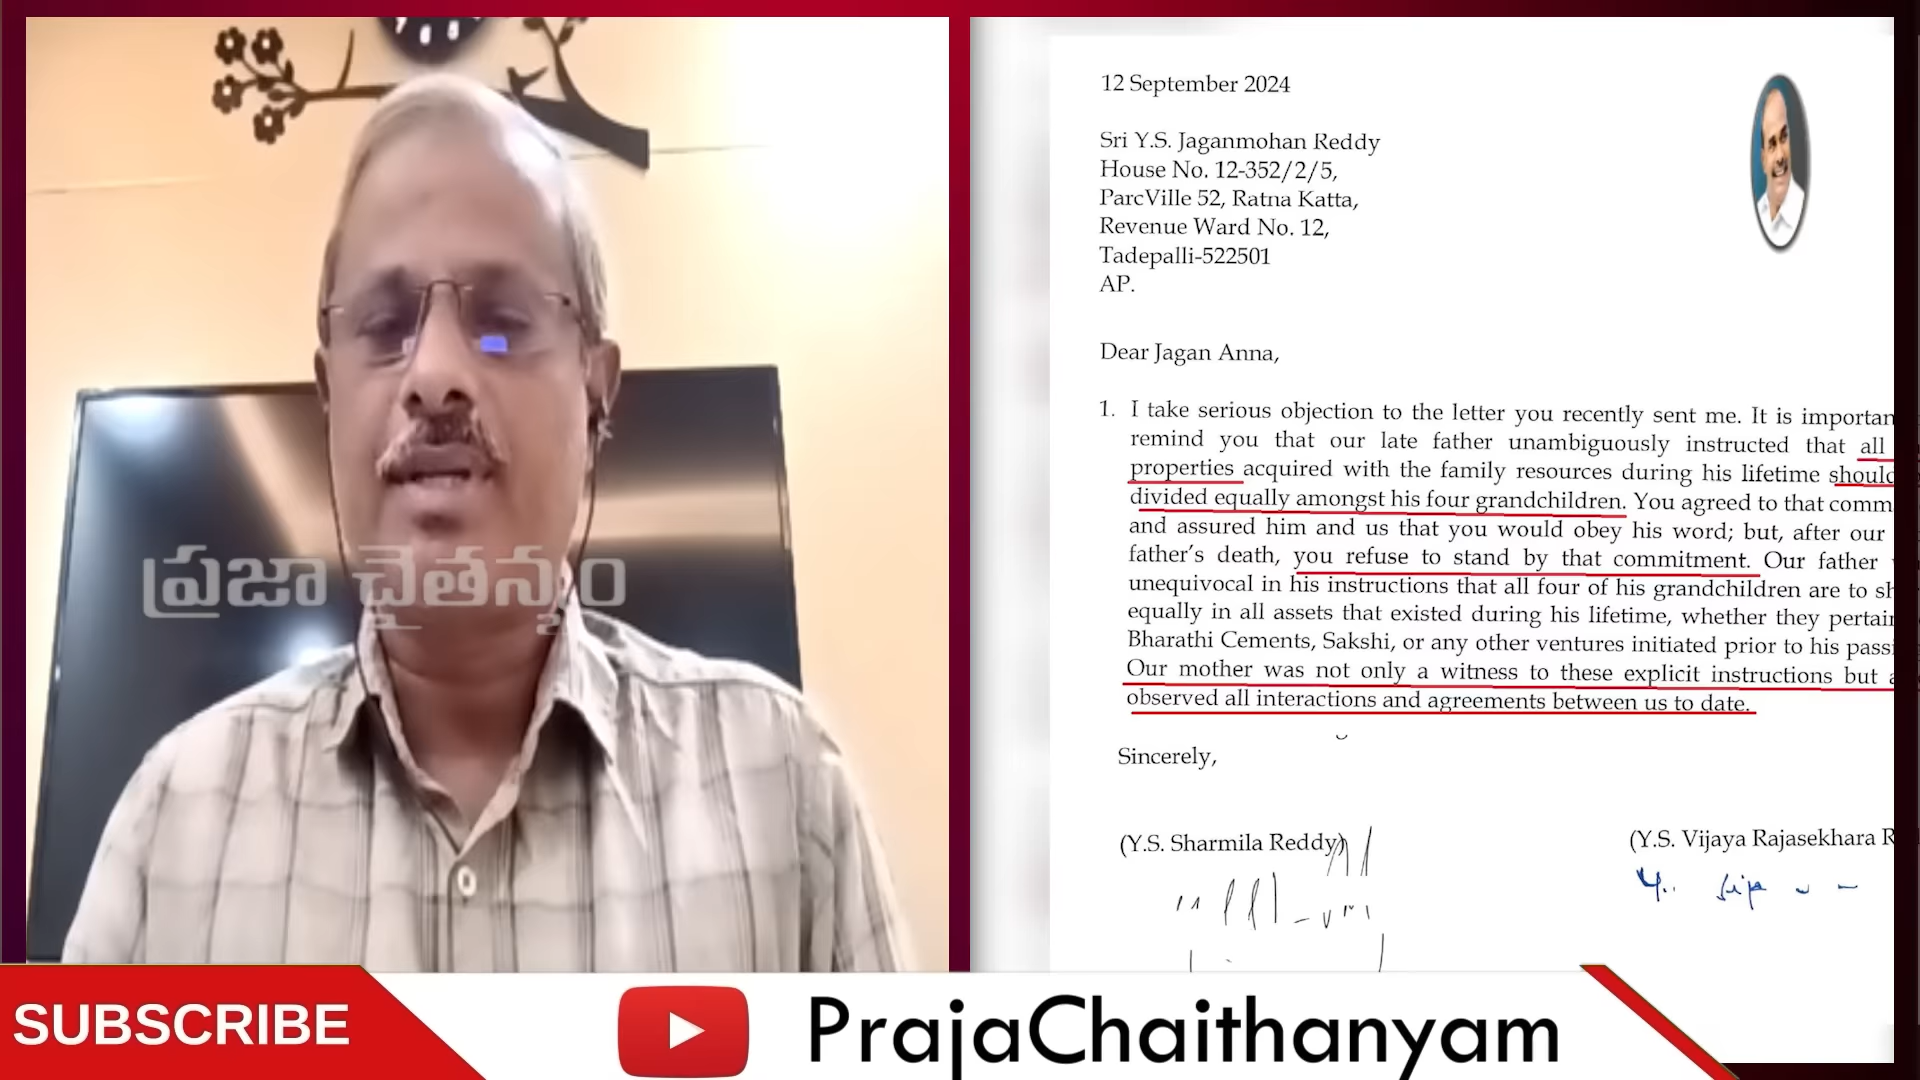 ప్రజా చైతన్యం
12 September 2024
Sri Y.S. Jaganmohan Reddy
House No. 12-352/2/5,
ParcVille 52, Ratna Katta,
Revenue Ward No. 12,
Tadepalli-522501
AP.
Dear Jagan Anna,
1. I take serious objection to the letter you recently sent me. It is importan
remind you that our late father unambiguously instructed that all
properties acquired with the family resources during his lifetime should
divided equally amongst his four grandchildren. You agreed to that comm
and assured him and us that you would obey his word; but, after our
father's death, you refuse to stand by that commitment. Our father
unequivocal in his instructions that all four of his grandchildren are to sh
equally in all assets that existed during his lifetime, whether they pertain
Bharathi Cements, Sakshi, or any other ventures initiated prior to his passi
Our mother was not only a witness to these explicit instructions but a
observed all interactions and agreements between us to date.
Sincerely,
(Y.S. Sharmila Reddy) (Y.S. Vijaya Rajasekhara R
SUBSCRIBE PrajaChaithanyam